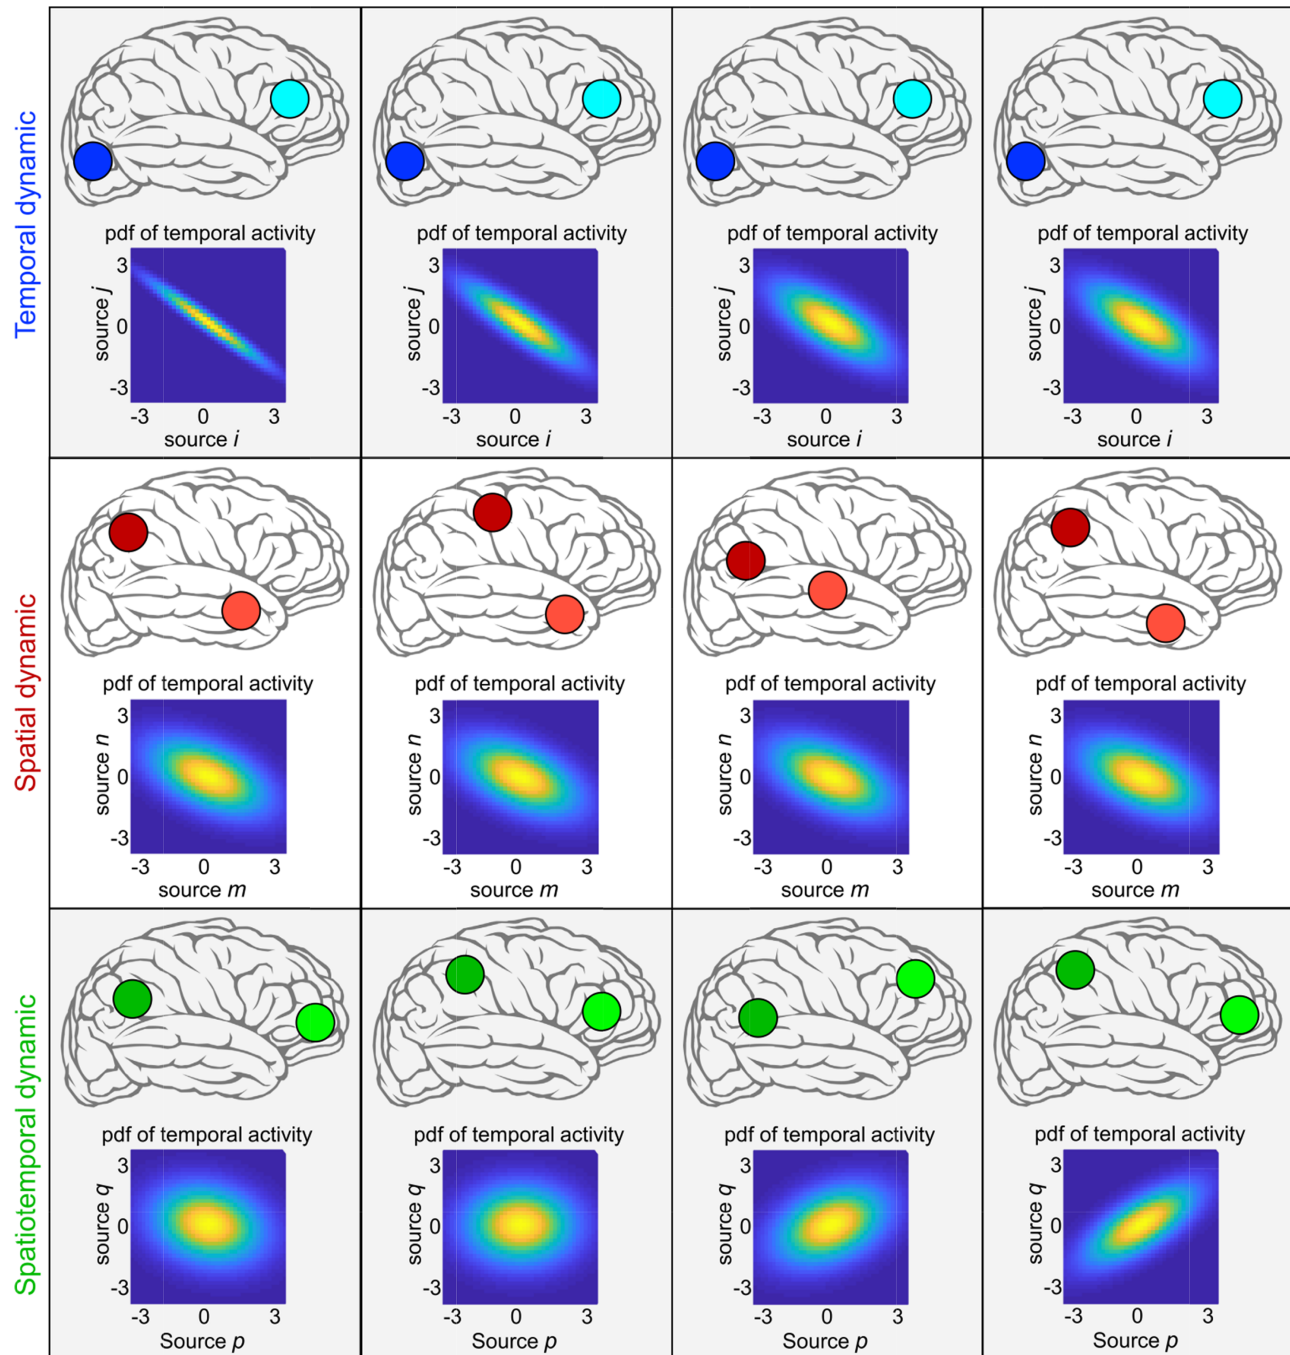 Temporal dynamic
pdf of temporal activity
pdf of temporal activity
pdf of temporal activity
pdf of temporal activity
3
0
-3
source j
-3 0 3
source i
3
0
-3
source j
-3 0 3
source i
3
0
-3
source j
-3 0 3
source i
3
0
-3
source j
-3 0 3
source i
Spatial dynamic
pdf of temporal activity
pdf of temporal activity
pdf of temporal activity
pdf of temporal activity
3
0
-3
source n
-3 0 3
source m
3
0
-3
source n
-3 0 3
source m
3
0
-3
source n
-3 0 3
source m
3
0
-3
source n
-3 0 3
source m
Spatiotemporal dynamic
pdf of temporal activity
pdf of temporal activity
pdf of temporal activity
pdf of temporal activity
3
0
-3
source q
-3 0 3
Source p
3
0
-3
source q
-3 0 3
Source p
3
0
-3
source q
-3 0 3
Source p
3
0
-3
source q
-3 0 3
Source p